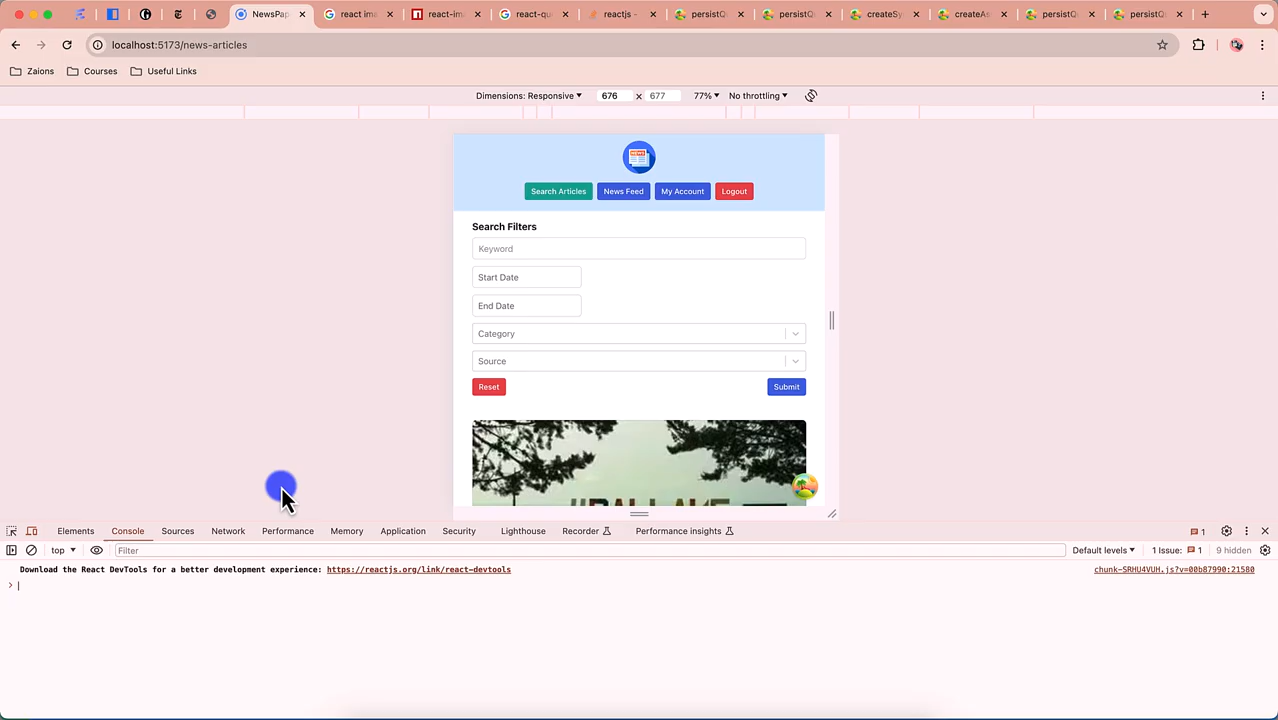 NewsPap
react ima
react-ima
react-qu
reactjs -
persistQ
persistQ
createSy
createAs
persistQ
persistQ
localhost:5173/news-articles
Zaions
Courses
Useful Links
Dimensions: Responsive
676
×
677
77%
No throttling
NEWS
Search Articles
News Feed
My Account
Logout
Search Filters
Keyword
Start Date
End Date
Category
Source
Reset
Submit
Elements
Console
Sources
Network
Performance
Memory
Application
Security
Lighthouse
Recorder
Performance insights
1
top
Filter
Default levels
1 Issue:
1
9 hidden
Download the React DevTools for a better development experience: https://reactjs.org/link/react-devtools
chunk-SRHU4VUH.js?v=00b87990:21580